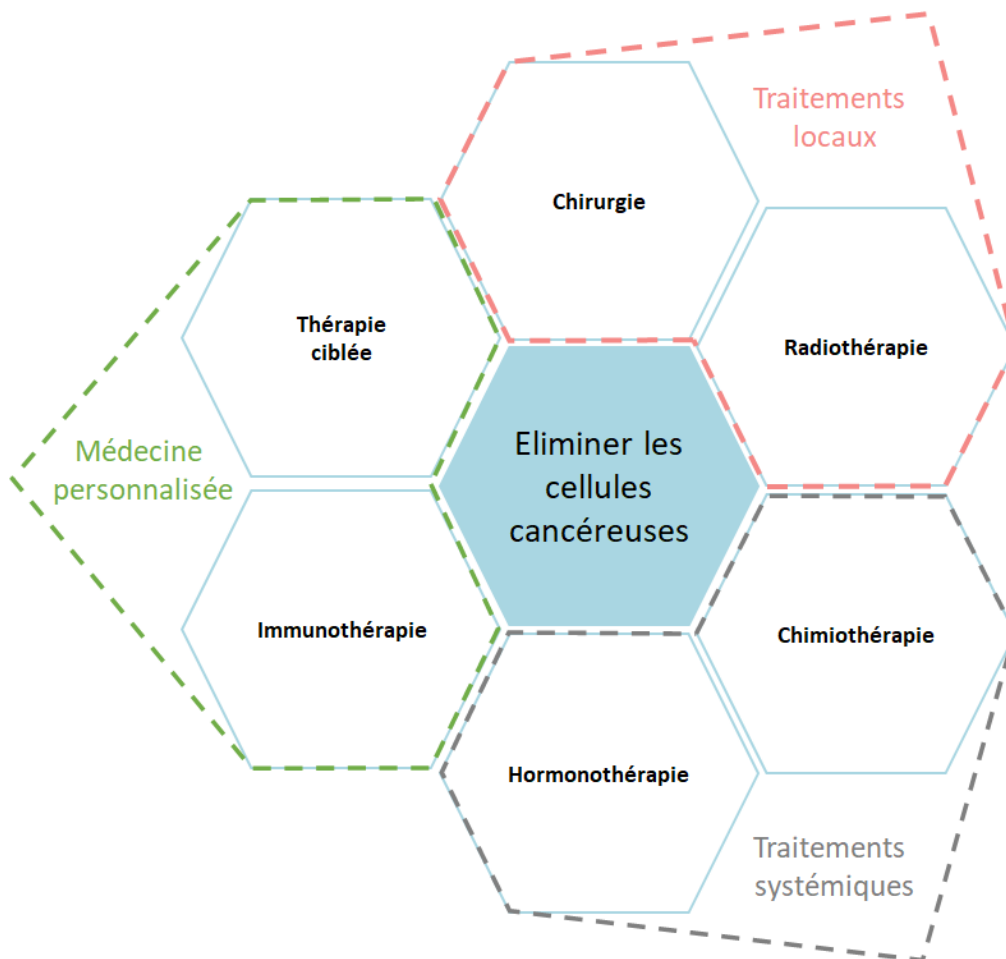 Traitements
locaux
Chirurgie
Thérapie
ciblée
Radiothérapie
Médecine
personnalisée
Eliminer les
cellules
cancéreuses
Immunothérapie
Chimiothérapie
Hormonothérapie
Traitements
systémiques